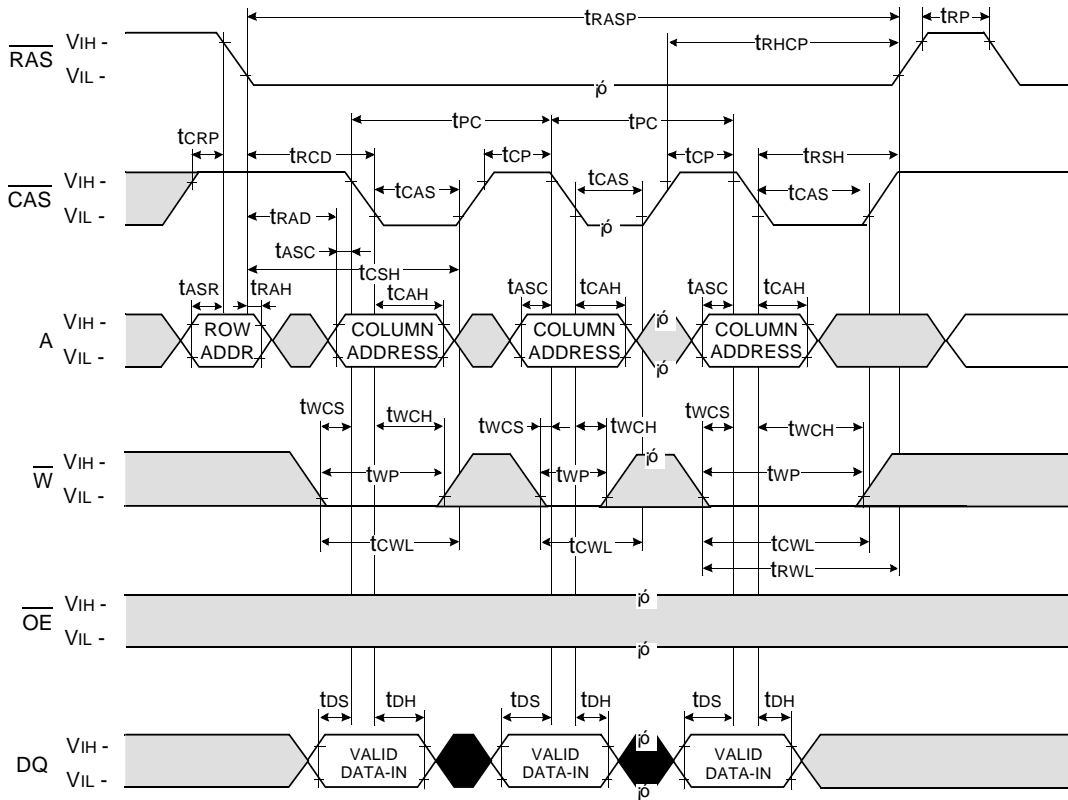 tRASP
tRP
RAS
VIH -
VIL -
tRHCP
¡ó
tPC
tPC
tCRP
tRCD
tCP
tCP
tRSH
CAS
VIH -
VIL -
tCAS
tCAS
tCAS
¡ó
tRAD
tASC
tCSH
tASR
tRAH
tCAH
tASC
tCAH
tASC
tCAH
A
VIH -
VIL -
ROW
ADDR
COLUMN
ADDRESS
COLUMN
ADDRESS
¡ó
¡ó
COLUMN
ADDRESS
tWCS
tWCH
tWCS
tWCH
tWCS
tWCH
W
VIH -
VIL -
tWP
tWP
¡ó
tWP
tCWL
tCWL
tCWL
tRWL
OE
VIH -
VIL -
¡ó
¡ó
tDS
tDH
tDS
tDH
tDS
tDH
DQ
VIH -
VIL -
VALID
DATA-IN
VALID
DATA-IN
¡ó
¡ó
VALID
DATA-IN